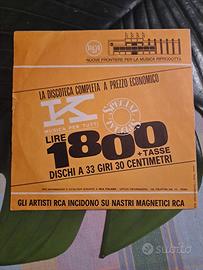 RCA
NUOVE FRONTIERE PER LA MUSICA RIPRODOTTA
LA DISCOTECA COMPLETA A PREZZO ECONOMICO
K
MUSICA PER TUTTI
SPECIAL
LIRE
1800
+ TASSE
DISCHI A 33 GIRI 30 CENTIMETRI
GLI ARTISTI RCA INCIDONO SU NASTRI MAGNETICI RCA
subito